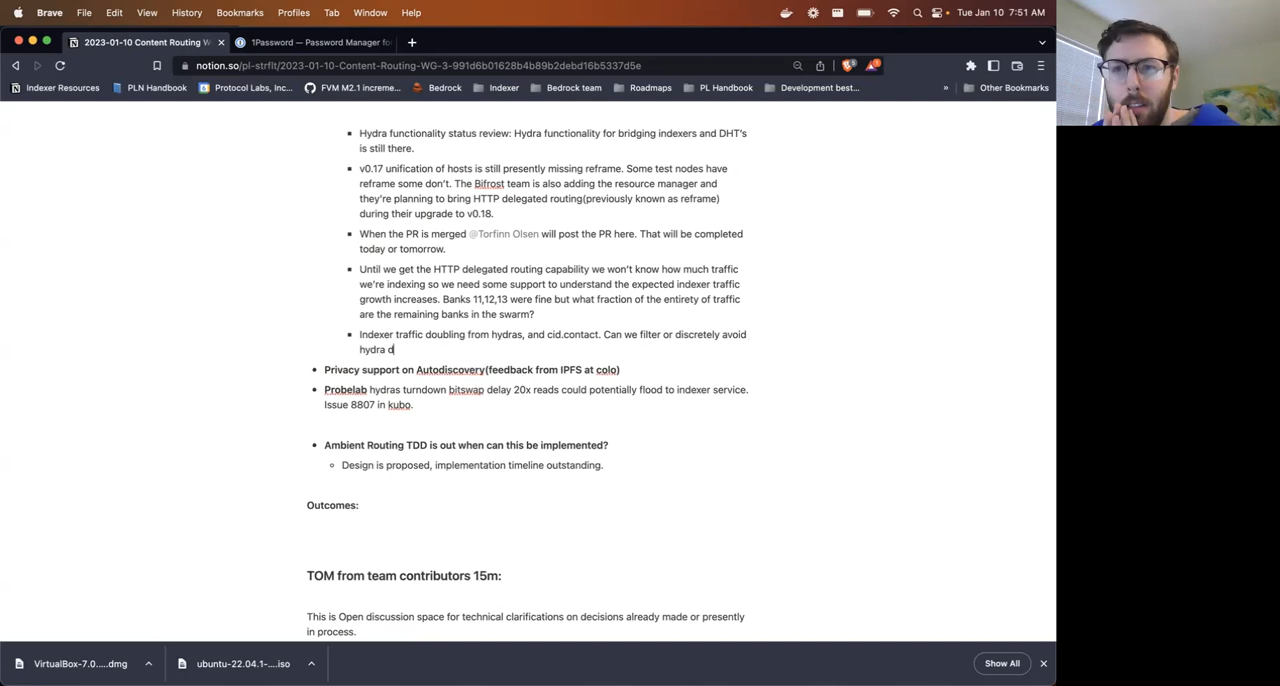 Brave File Edit View History Bookmarks Profiles Tab Window Help Tue Jan 10 7:51 AM
2023-01-10 Content Routing W 1Password — Password Manager fo
notion.so/pl-strflt/2023-01-10-Content-Routing-WG-3-991d6b01628b4b89b2debd16b5337d5e
Indexer Resources PLN Handbook Protocol Labs, Inc... FVM M2.1 increme... Bedrock Indexer Bedrock team Roadmaps PL Handbook Development best... » Other Bookmarks
Hydra functionality status review: Hydra functionality for bridging indexers and DHT's
is still there.
v0.17 unification of hosts is still presently missing reframe. Some test nodes have
reframe some don't. The Bifrost team is also adding the resource manager and
they're planning to bring HTTP delegated routing(previously known as reframe)
during their upgrade to v0.18.
When the PR is merged @Torfinn Olsen will post the PR here. That will be completed
today or tomorrow.
Until we get the HTTP delegated routing capability we won't know how much traffic
we're indexing so we need some support to understand the expected indexer traffic
growth increases. Banks 11,12,13 were fine but what fraction of the entirety of traffic
are the remaining banks in the swarm?
Indexer traffic doubling from hydras, and cid.contact. Can we filter or discretely avoid
hydra d
Privacy support on Autodiscovery(feedback from IPFS at colo)
Probelab hydras turndown bitswap delay 20x reads could potentially flood to indexer service.
Issue 8807 in kubo.
Ambient Routing TDD is out when can this be implemented?
Design is proposed, implementation timeline outstanding.
Outcomes:
TOM from team contributors 15m:
This is Open discussion space for technical clarifications on decisions already made or presently
in process.
VirtualBox-7.0.....dmg ubuntu-22.04.1-....iso Show All